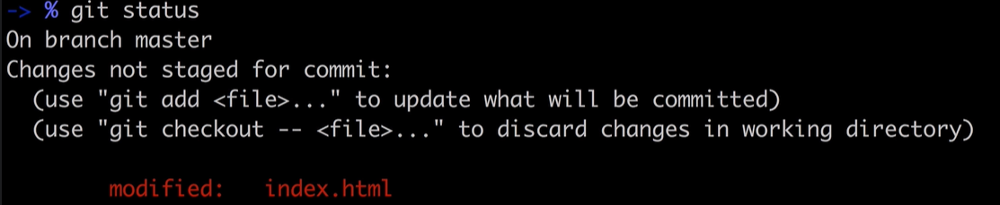 -> % git status
On branch master
Changes not staged for commit:
(use "git add <file>..." to update what will be committed)
(use "git checkout -- <file>..." to discard changes in working directory)
modified: index.html